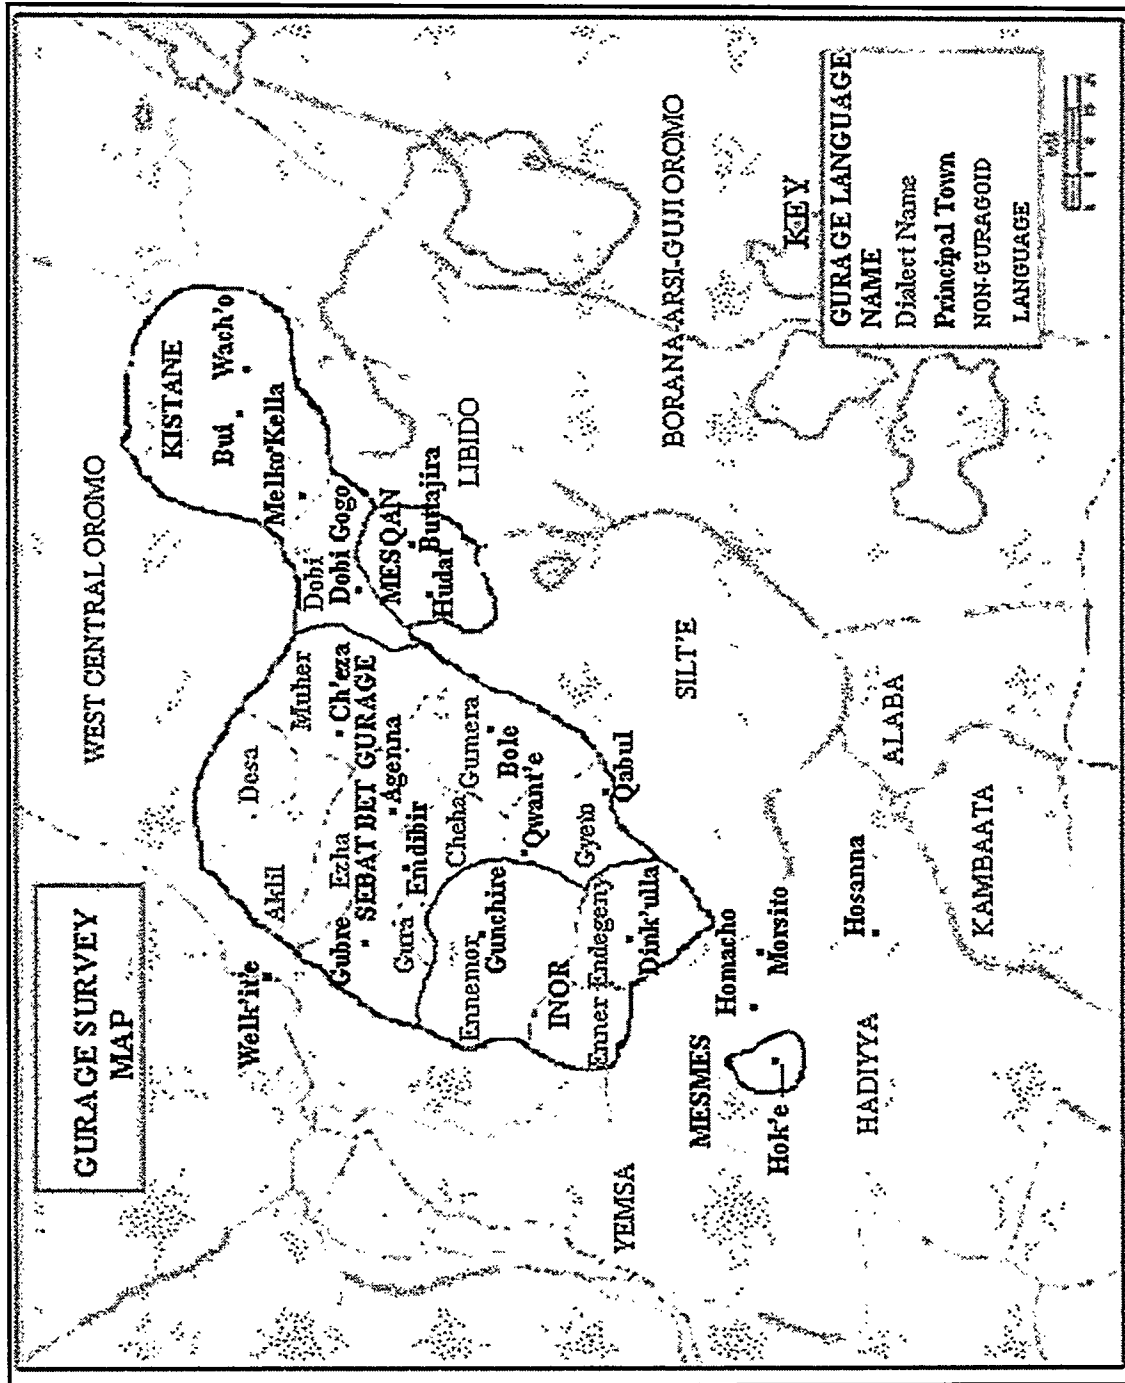 GURAGE SURVEY
MAP
WEST CENTRAL OROMO
KISTANE
Bui
Wach'o
Melko
Kella
Dobi
Dobi Gogo
MESQAN
Butajira
Hudat
LIBIDO
Welk'it'e
Aklil
Desa
Muher
Gubre
Ezha
Ch'eza
SEBAT BET GURAGE
Gura
Endibir
Agenna
Cheha
Gumera
Ennemor
Gunchire
Bole
Qwant'e
INOR
Gyeto
Qabul
Enner
Endegeny
Dink'ulla
SILT'E
BORANA-ARSI-GUJI OROMO
YEMSA
MESMES
Homacho
Morsito
Hok'e
Hosanna
HADIYYA
ALABA
KAMBAATA
KEY
GURAGE LANGUAGE
NAME
Dialect Name
Principal Town
NON-GURAGOID
LANGUAGE